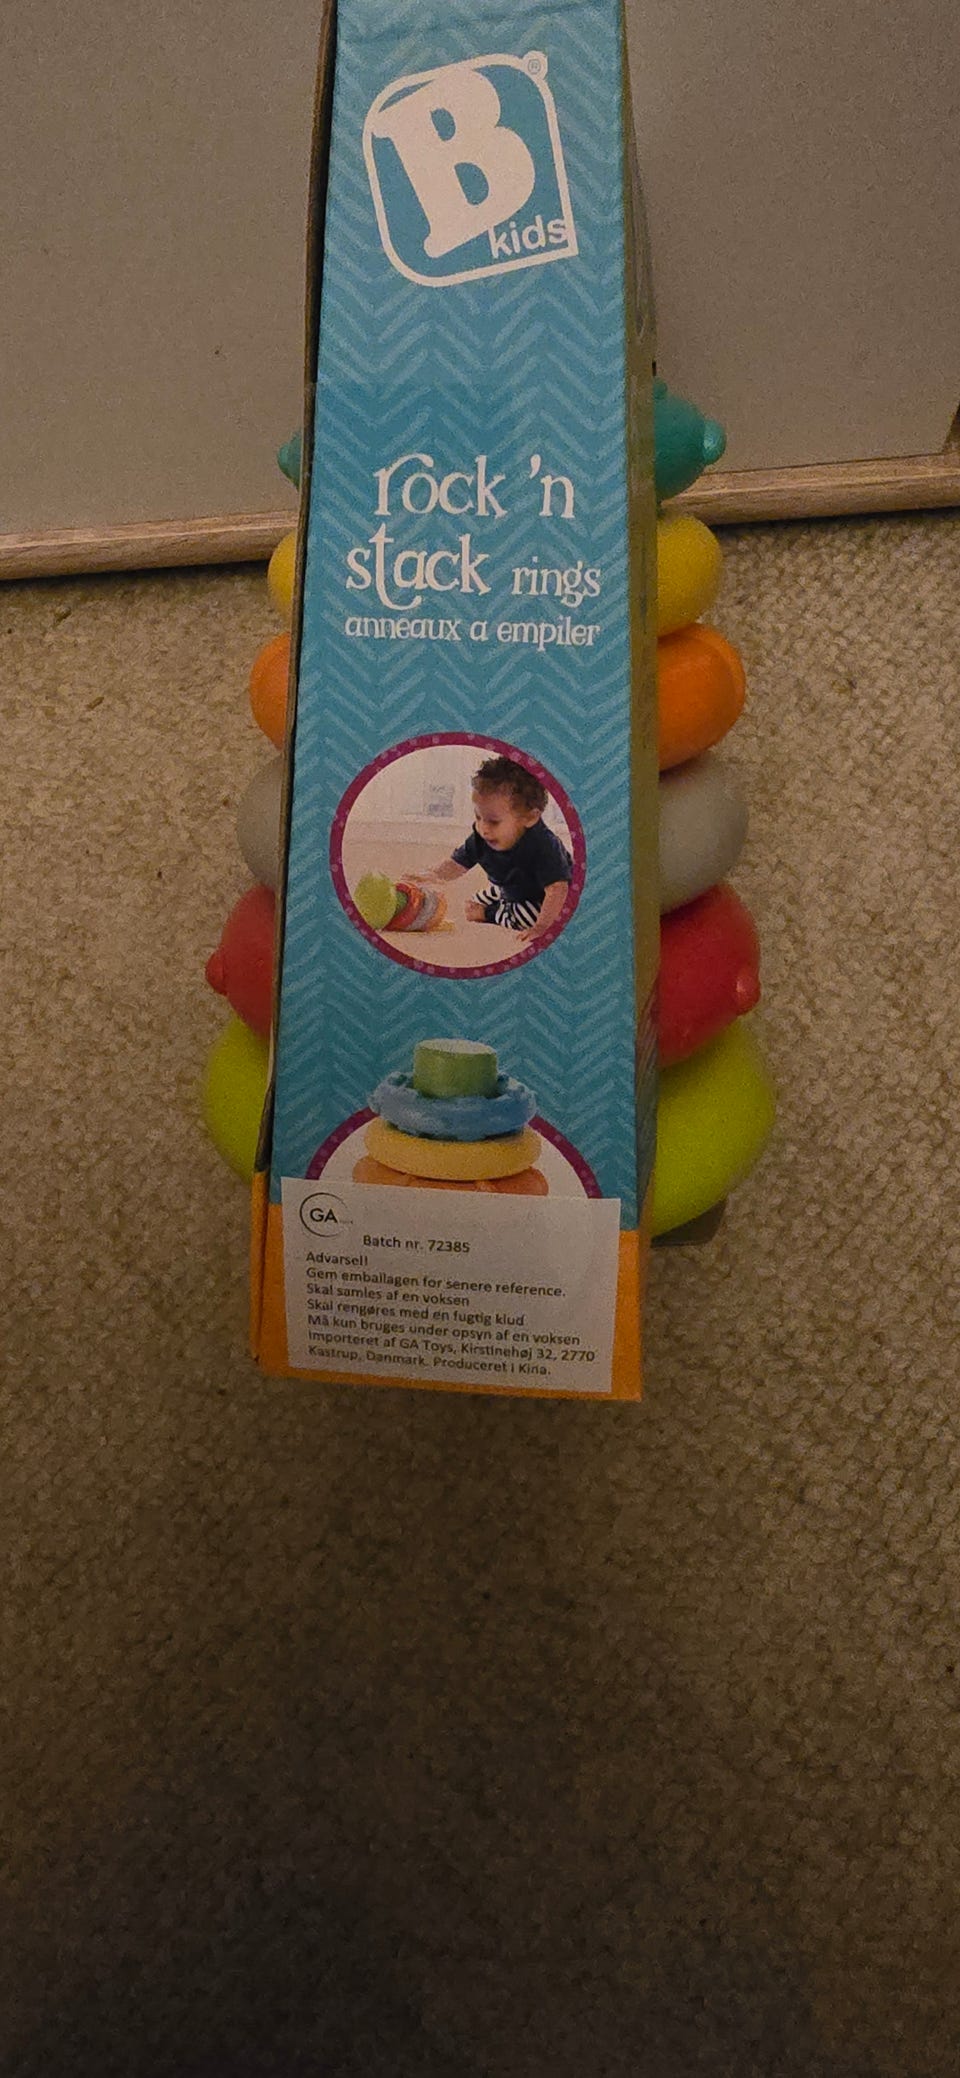 B
kids
rock 'n
stack rings
anneaux a empiler
GA
Batch nr. 72385
Advarsel!
Gem emballagen for senere reference.
Skal samles af en voksen
Skal rengøres med en fugtig klud
Må kun bruges under opsyn af en voksen
Importeret af GA Toys, Kirstinehøj 32, 2770
Kastrup, Danmark. Produceret i Kina.